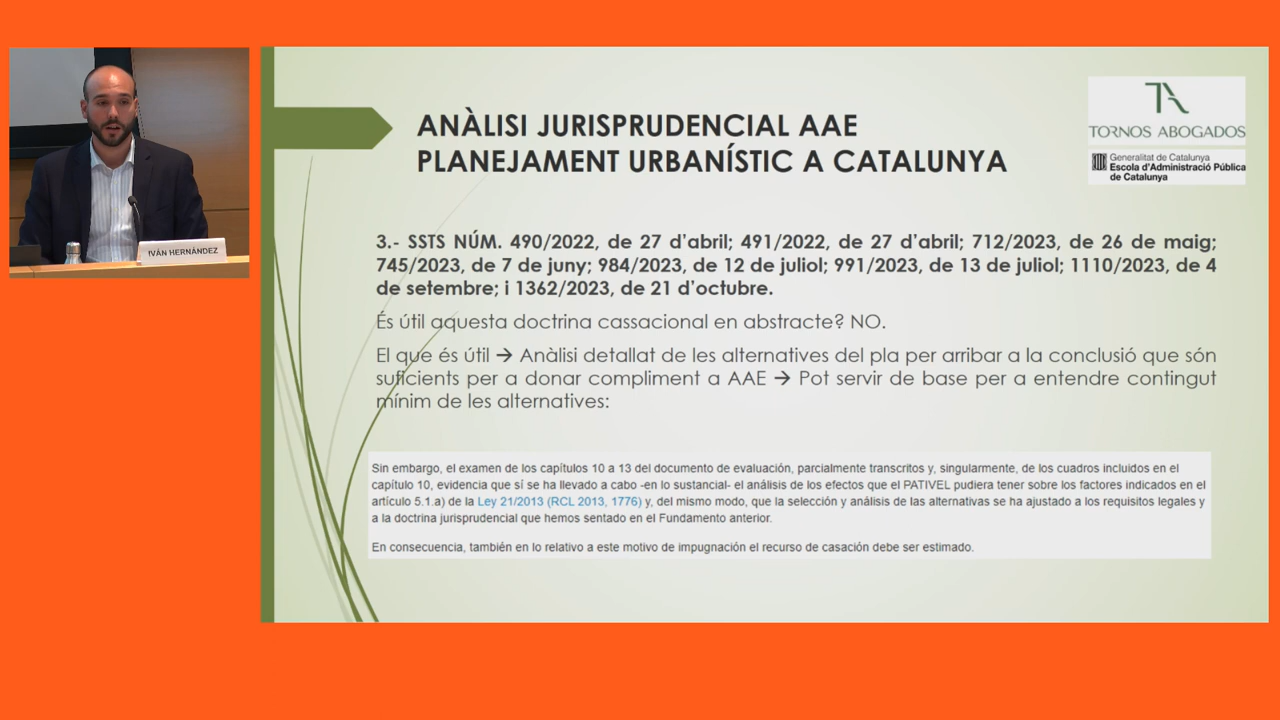 IVÁN HERNÁNDEZ
ANÀLISI JURISPRUDENCIAL AAE
PLANEJAMENT URBANÍSTIC A CATALUNYA
TA
TORNOS ABOGADOS
Generalitat de Catalunya
Escola d'Administració Pública
de Catalunya
3.- SSTS NÚM. 490/2022, de 27 d'abril; 491/2022, de 27 d'abril; 712/2023, de 26 de maig;
745/2023, de 7 de juny; 984/2023, de 12 de juliol; 991/2023, de 13 de juliol; 1110/2023, de 4
de setembre; i 1362/2023, de 21 d'octubre.
És útil aquesta doctrina cassacional en abstracte? NO.
El que és útil → Anàlisi detallat de les alternatives del pla per arribar a la conclusió que són
suficients per a donar compliment a AAE → Pot servir de base per a entendre contingut
mínim de les alternatives:
Sin embargo, el examen de los capítulos 10 a 13 del documento de evaluación, parcialmente transcritos y, singularmente, de los cuadros incluidos en el
capítulo 10, evidencia que sí se ha llevado a cabo -en lo sustancial- el análisis de los efectos que el PATIVEL pudiera tener sobre los factores indicados en el
artículo 5.1.a) de la Ley 21/2013 (RCL 2013, 1776) y, del mismo modo, que la selección y análisis de las alternativas se ha ajustado a los requisitos legales y
a la doctrina jurisprudencial que hemos sentado en el Fundamento anterior.
En consecuencia, también en lo relativo a este motivo de impugnación el recurso de casación debe ser estimado.